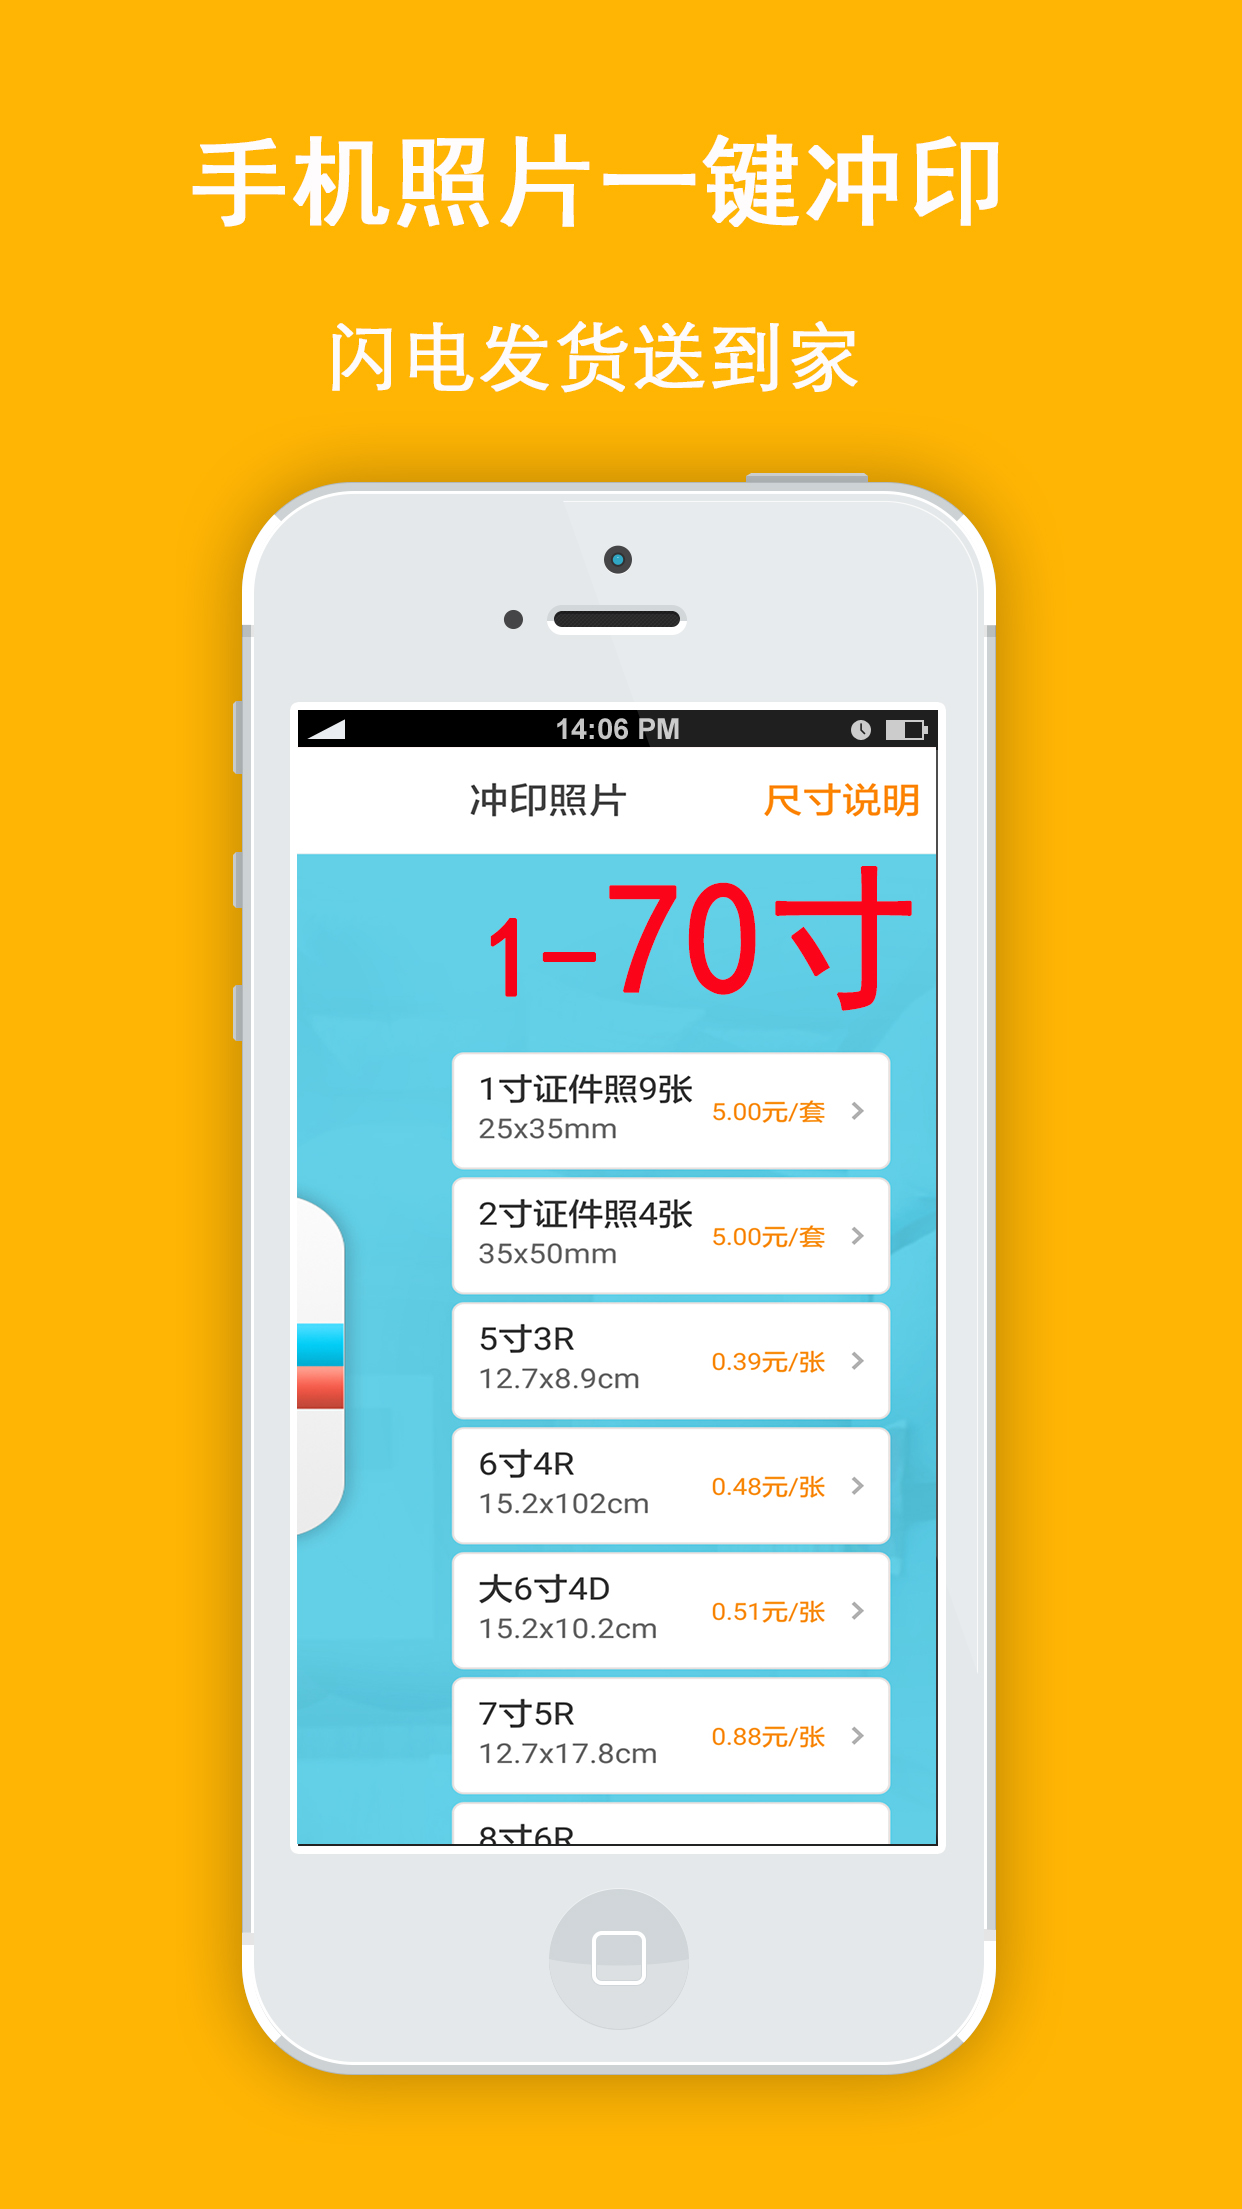 手机照片一键冲印
闪电发货送到家
14:06 PM
冲印照片 尺寸说明
1-70寸
1寸证件照9张
25x35mm
5.00元/套
2寸证件照4张
35x50mm
5.00元/套
5寸3R
12.7x8.9cm
0.39元/张
6寸4R
15.2x102cm
0.48元/张
大6寸4D
15.2x10.2cm
0.51元/张
7寸5R
12.7x17.8cm
0.88元/张
8寸6R